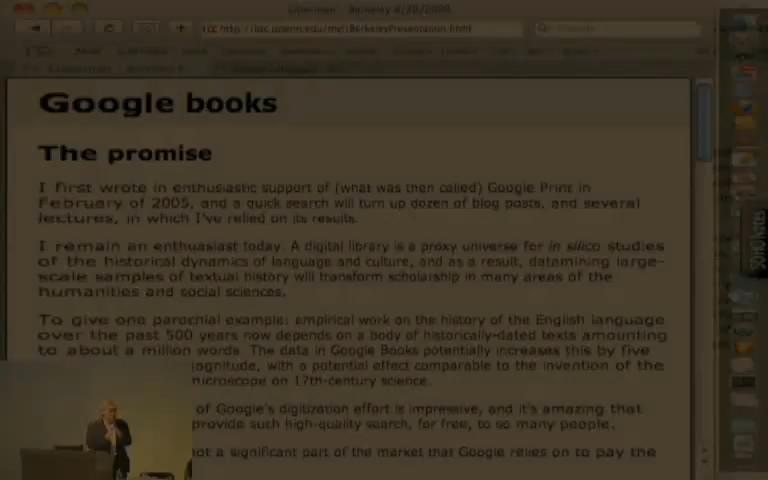 Liberman - Berkeley 8/28/2009
BerkeleyPresentation.html
Google books
The promise
I first wrote in enthusiastic support of (what was then called) Google Print in
February of 2005, and a quick search will turn up dozen of blog posts, and several
lectures, in which I've relied on its results.
I remain an enthusiast today. A digital library is a proxy universe for in silico studies
of the historical dynamics of language and culture, and as a result, datamining large-
scale samples of textual history will transform scholarship in many areas of the
humanities and social sciences.
To give one parochial example: empirical work on the history of the English language
over the past 500 years now depends on a body of historically-dated texts amounting
to about a million words. The data in Google Books potentially increases this by five
with a potential effect comparable to the invention of the
microscope on 17th-century science.
of Google's digitization effort is impressive, and it's amazing that
provide such high-quality search, for free, to so many people.
not a significant part of the market that Google relies on to pay the